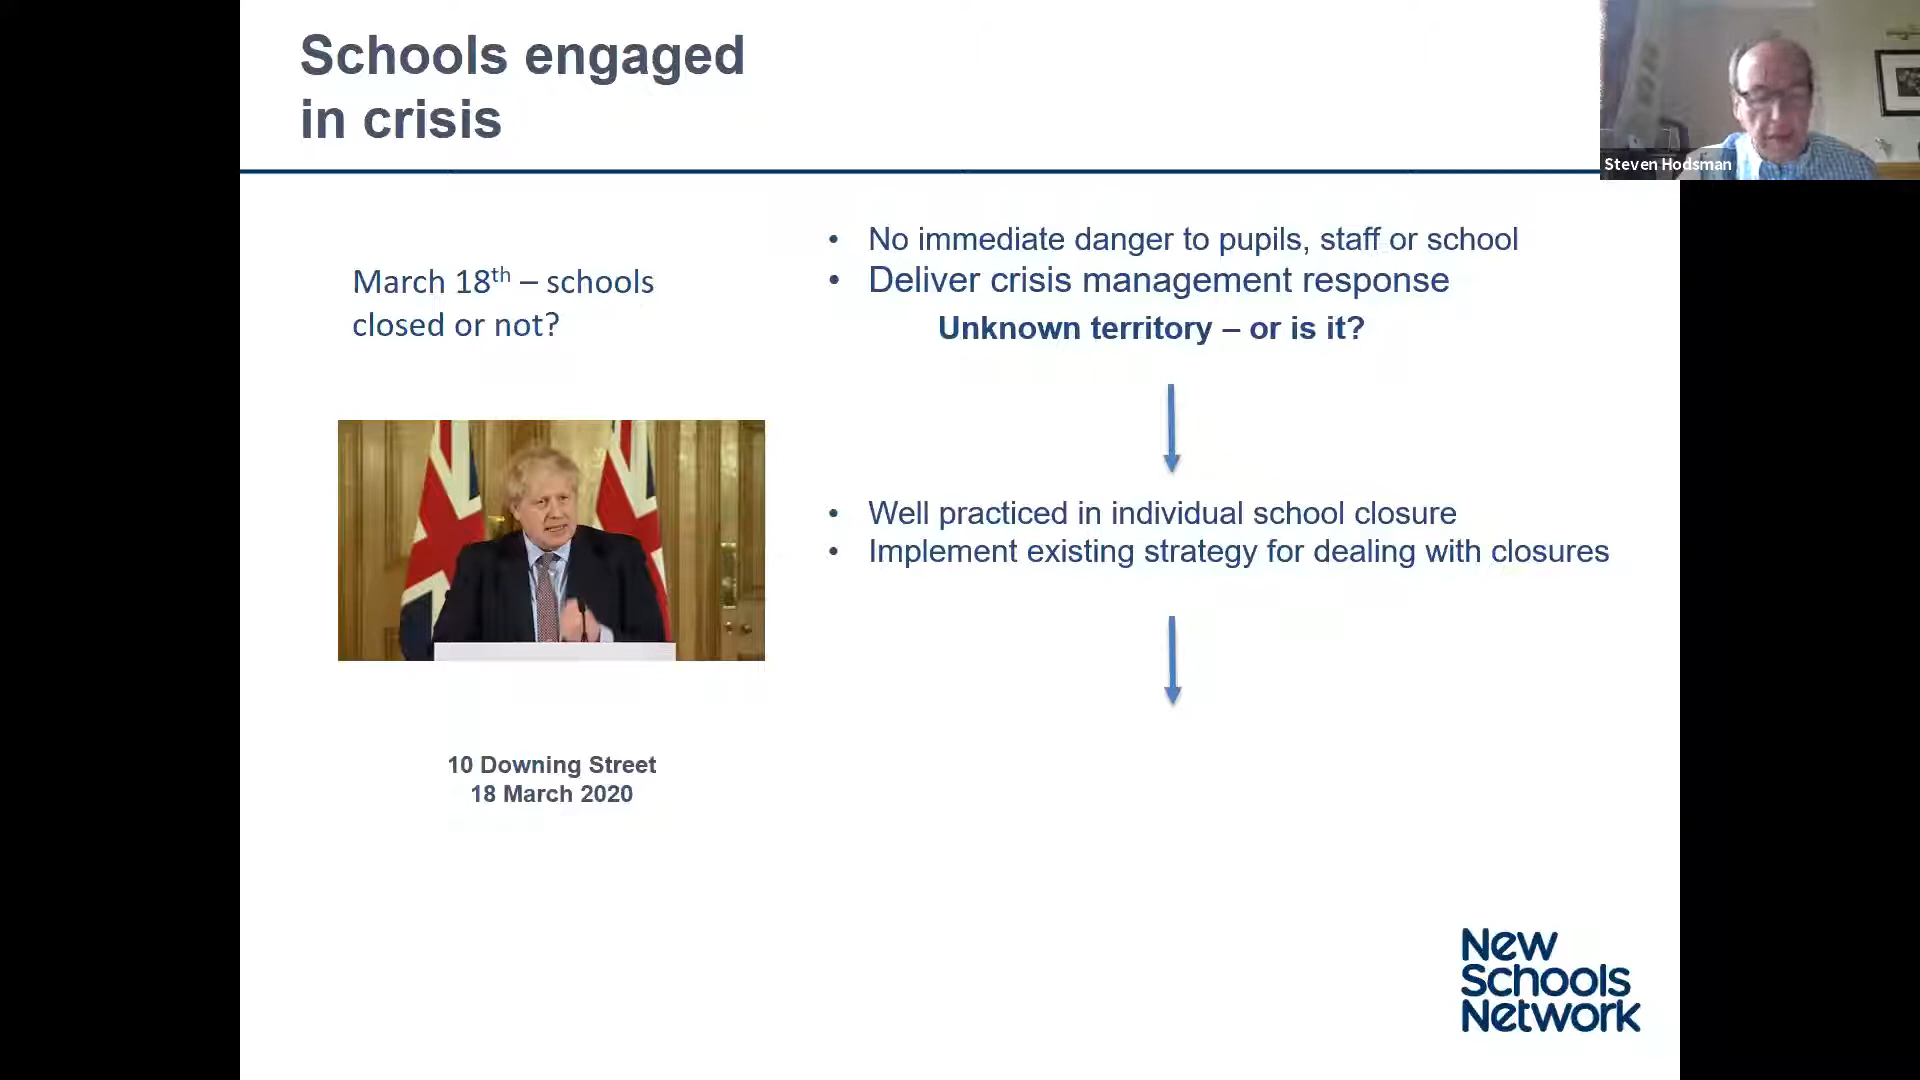 Schools engaged
in crisis
Steven Hodsman
March 18th – schools
closed or not?
• No immediate danger to pupils, staff or school
• Deliver crisis management response
Unknown territory – or is it?
• Well practiced in individual school closure
• Implement existing strategy for dealing with closures
10 Downing Street
18 March 2020
New
Schools
Network